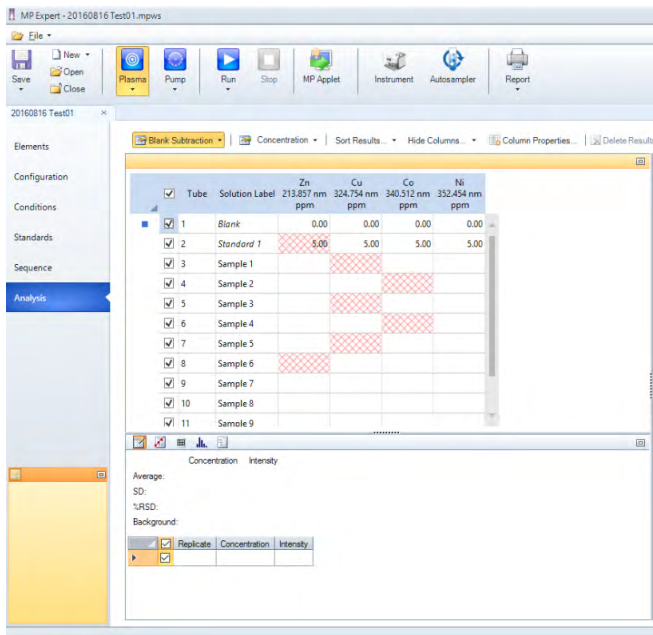 MP Expert - 20160816 Test01.mpws
File
New
Open
Close
Save
Plasma
Pump
Run
Stop
MP Applet
Instrument
Autosampler
Report
20160816 Test01 ×
Elements
Configuration
Conditions
Standards
Sequence
Analysis
Blank Subtraction Concentration Sort Results... Hide Columns... Column Properties... Delete Results
Zn Cu Co Ni
Tube Solution Label 213.857 nm 324.754 nm 340.512 nm 352.454 nm
ppm ppm ppm ppm
1 Blank 0.00 0.00 0.00 0.00
2 Standard 1 5.00 5.00 5.00 5.00
3 Sample 1
4 Sample 2
5 Sample 3
6 Sample 4
7 Sample 5
8 Sample 6
9 Sample 7
10 Sample 8
11 Sample 9
Concentration Intensity
Average:
SD:
%RSD:
Background:
Replicate Concentration Intensity